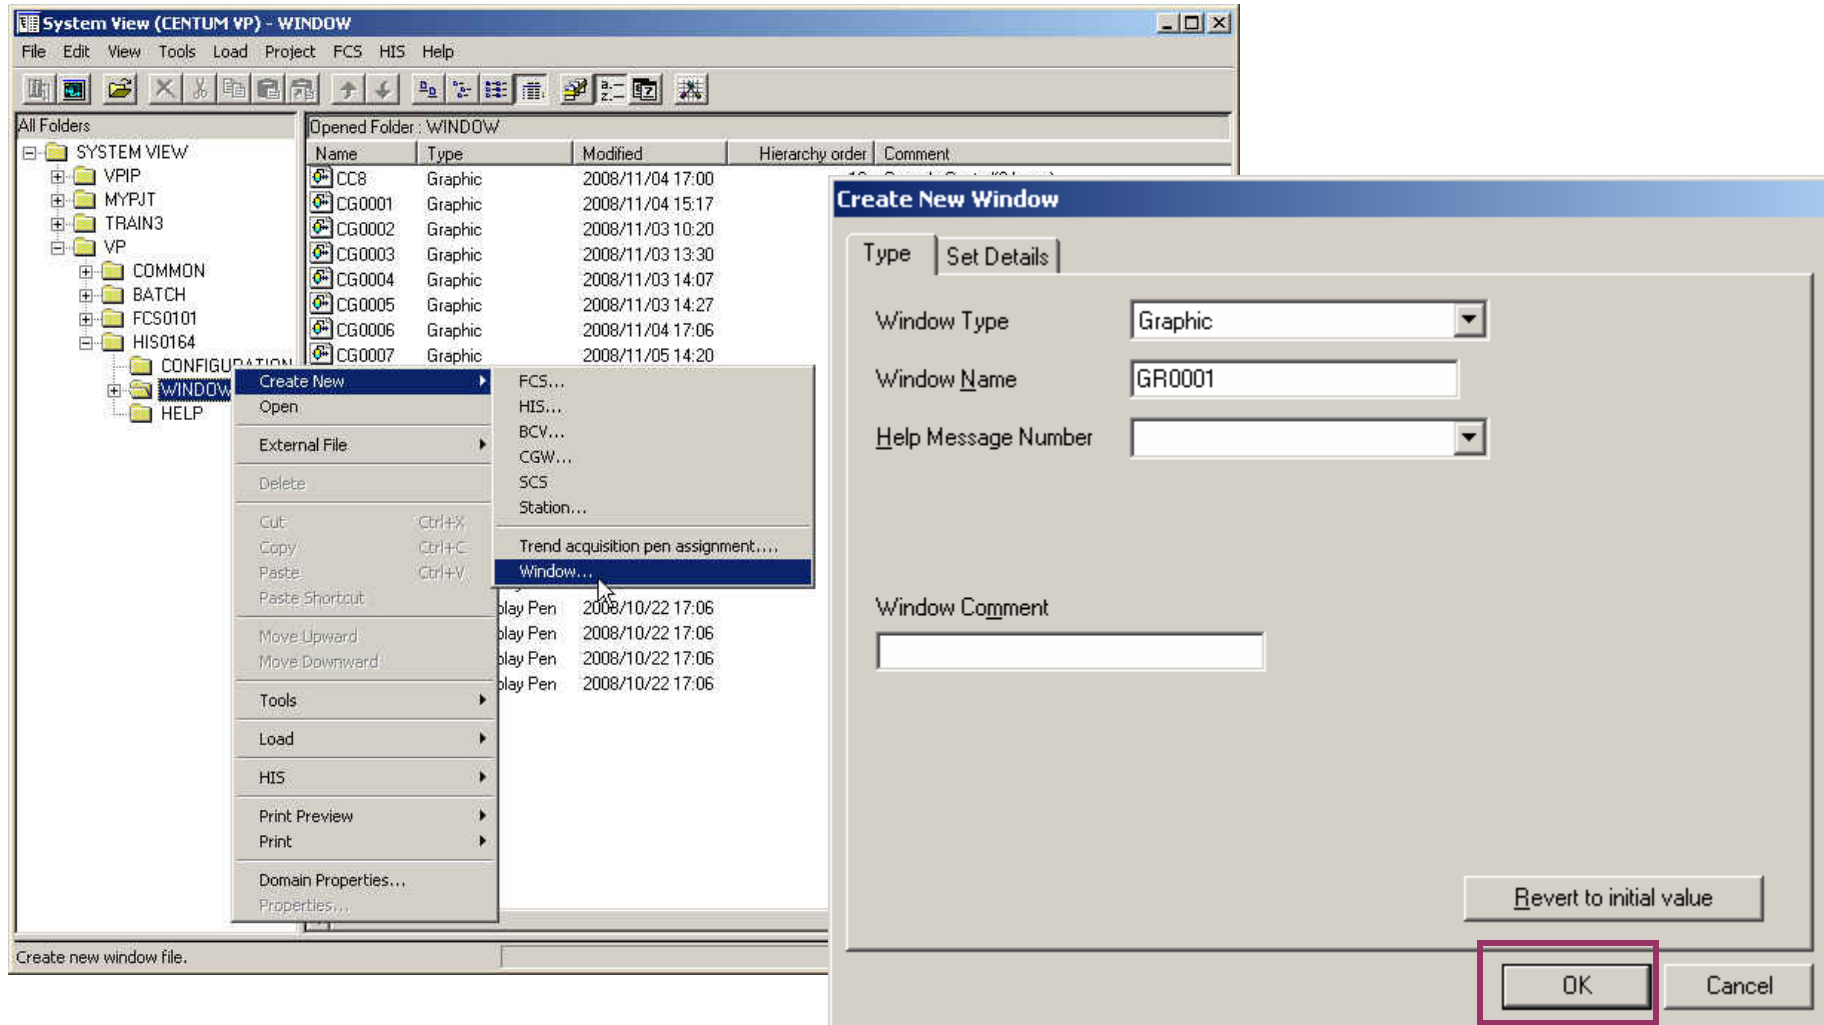 System View (CENTUM VP) - WINDOW
File Edit View Tools Load Project FCS HIS Help
All Folders
Opened Folder : WINDOW
SYSTEM VIEW
VPIP
MYPJT
TRAIN3
VP
COMMON
BATCH
FCS0101
HIS0164
CONFIGURATION
WINDOW
HELP
Name Type Modified Hierarchy order Comment
CC8 Graphic 2008/11/04 17:00
CG0001 Graphic 2008/11/04 15:17
CG0002 Graphic 2008/11/03 10:20
CG0003 Graphic 2008/11/03 13:30
CG0004 Graphic 2008/11/03 14:07
CG0005 Graphic 2008/11/03 14:27
CG0006 Graphic 2008/11/04 17:06
CG0007 Graphic 2008/11/05 14:20
play Pen 2008/10/22 17:06
play Pen 2008/10/22 17:06
play Pen 2008/10/22 17:06
play Pen 2008/10/22 17:06
Create New
Open
External File
Delete
Cut Ctrl+X
Copy Ctrl+C
Paste Ctrl+V
Paste Shortcut
Move Upward
Move Downward
Tools
Load
HIS
Print Preview
Print
Domain Properties...
Properties...
FCS...
HIS...
BCV...
CGW...
SCS
Station...
Trend acquisition pen assignment....
Window...
Create new window file.
Create New Window
Type Set Details
Window Type Graphic
Window Name GR0001
Help Message Number
Window Comment
Revert to initial value
OK Cancel